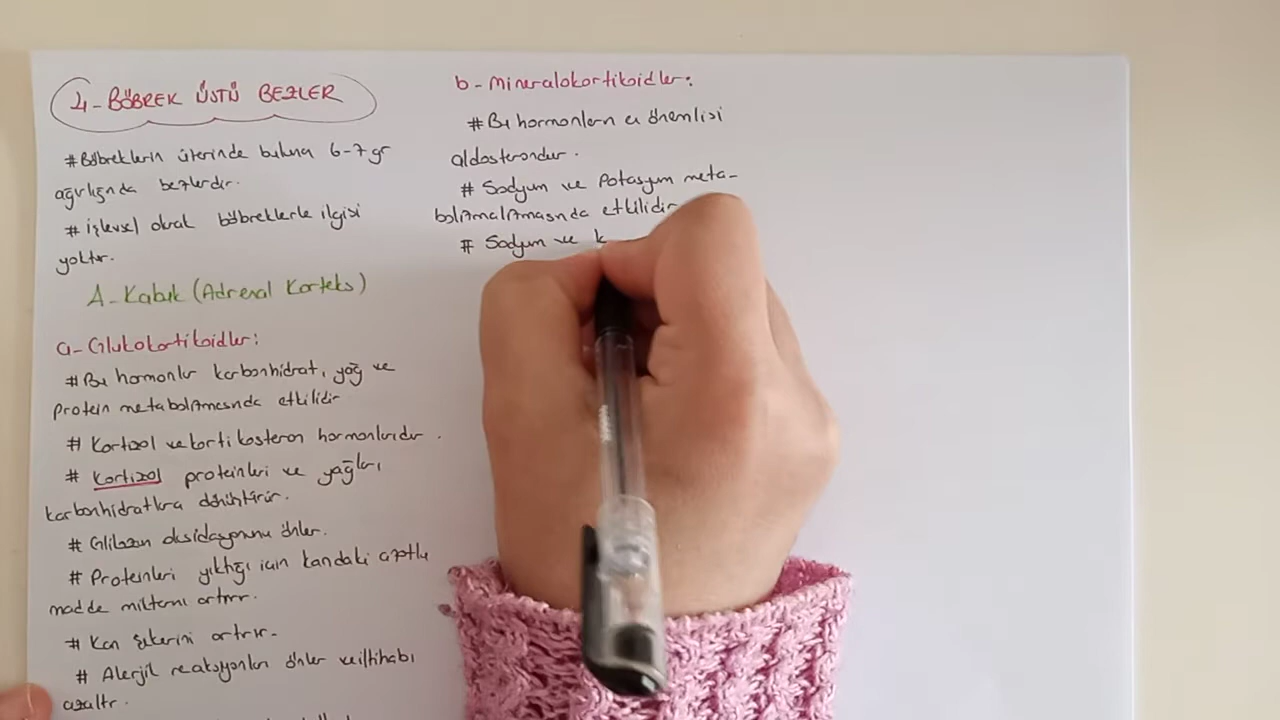 4- BÖBREK ÜSTÜ BEZLER
#Böbreklerin üzerinde buluna 6-7 gr
ağırlığında bezlerdir.
# İşlevsel olarak böbreklerle ilgisi
yoktur.
A- Kabuk (Adrenal Korteks)
a- Glukokortikoidler:
#Bu hormonlar karbonhidrat, yağ ve
Protein metabolizmasında etkilidir
# Kortizol ve kortikosteron hormonlarıdır.
# Kortizol proteinleri ve yağları
karbonhidratlara dönüştürür.
# Glikozun oksidasyonunu önler.
# Proteinleri yıktığı için kandaki azotlu
madde miktarını artırır.
# Kan şekerini artırır.
# Alerjik reaksiyonları önler ve iltihabı
azaltır.
b- Mineralokortikoidler:
#Bu hormonların en önemlisi
aldosterondur.
# Sodyum ve Potasyum meta-
etkilidir
# Sodyum ve k